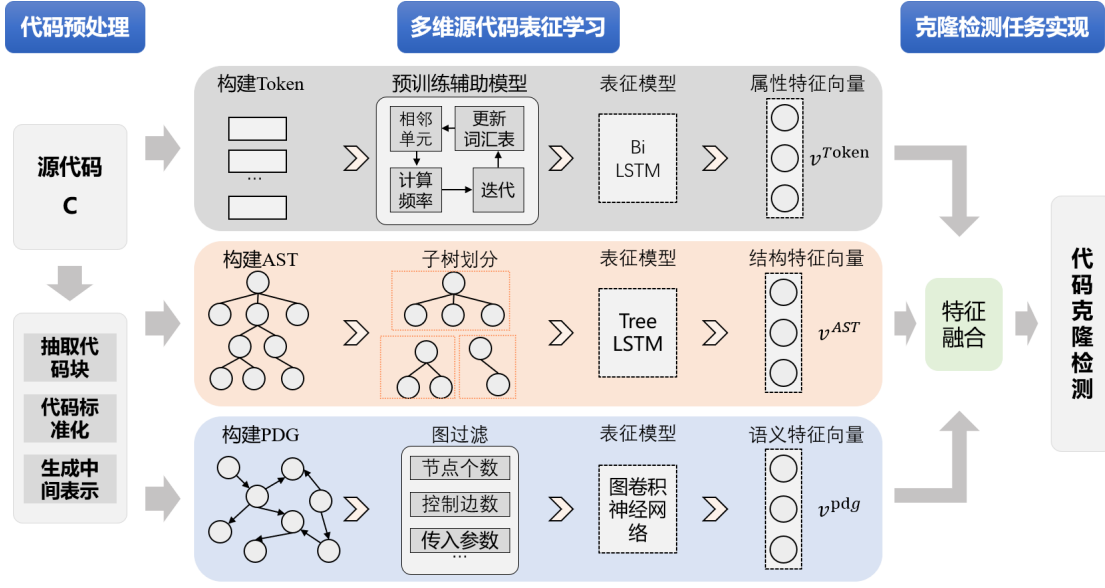 代码预处理
多维源代码表征学习
克隆检测任务实现
源代码
C
抽取代
码块
代码标
准化
生成中
间表示
构建Token
...
预训练辅助模型
相邻
单元
更新
词汇表
计算
频率
迭代
表征模型
Bi
LSTM
属性特征向量
v^Token
构建AST
子树划分
表征模型
Tree
LSTM
结构特征向量
v^AST
构建PDG
图过滤
节点个数
控制边数
传入参数
...
表征模型
图卷积
神经网
络
语义特征向量
v^pdg
特征
融合
代
码
克
隆
检
测